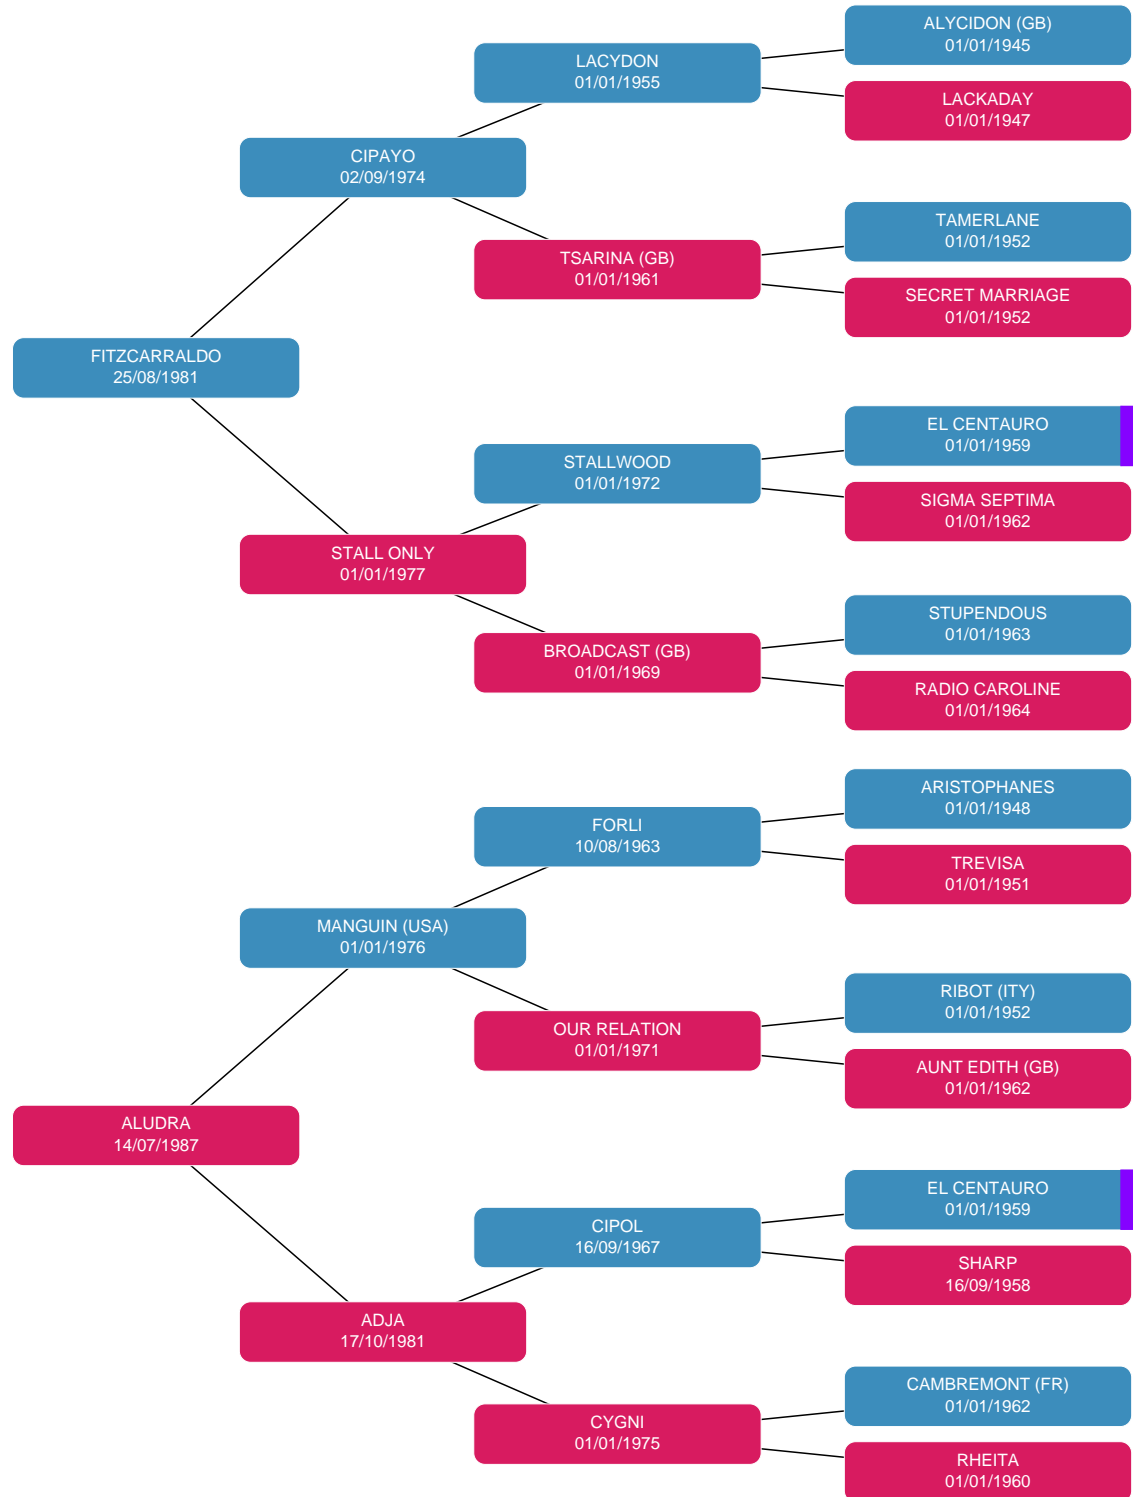 ALYCIDON (GB)
01/01/1945
LACYDON
01/01/1955
LACKADAY
01/01/1947
CIPAYO
02/09/1974
TAMERLANE
01/01/1952
TSARINA (GB)
01/01/1961
SECRET MARRIAGE
01/01/1952
FITZCARRALDO
25/08/1981
EL CENTAURO
01/01/1959
STALLWOOD
01/01/1972
SIGMA SEPTIMA
01/01/1962
STALL ONLY
01/01/1977
STUPENDOUS
01/01/1963
BROADCAST (GB)
01/01/1969
RADIO CAROLINE
01/01/1964
ARISTOPHANES
01/01/1948
FORLI
10/08/1963
TREVISA
01/01/1951
MANGUIN (USA)
01/01/1976
RIBOT (ITY)
01/01/1952
OUR RELATION
01/01/1971
AUNT EDITH (GB)
01/01/1962
ALUDRA
14/07/1987
EL CENTAURO
01/01/1959
CIPOL
16/09/1967
SHARP
16/09/1958
ADJA
17/10/1981
CAMBREMONT (FR)
01/01/1962
CYGNI
01/01/1975
RHEITA
01/01/1960